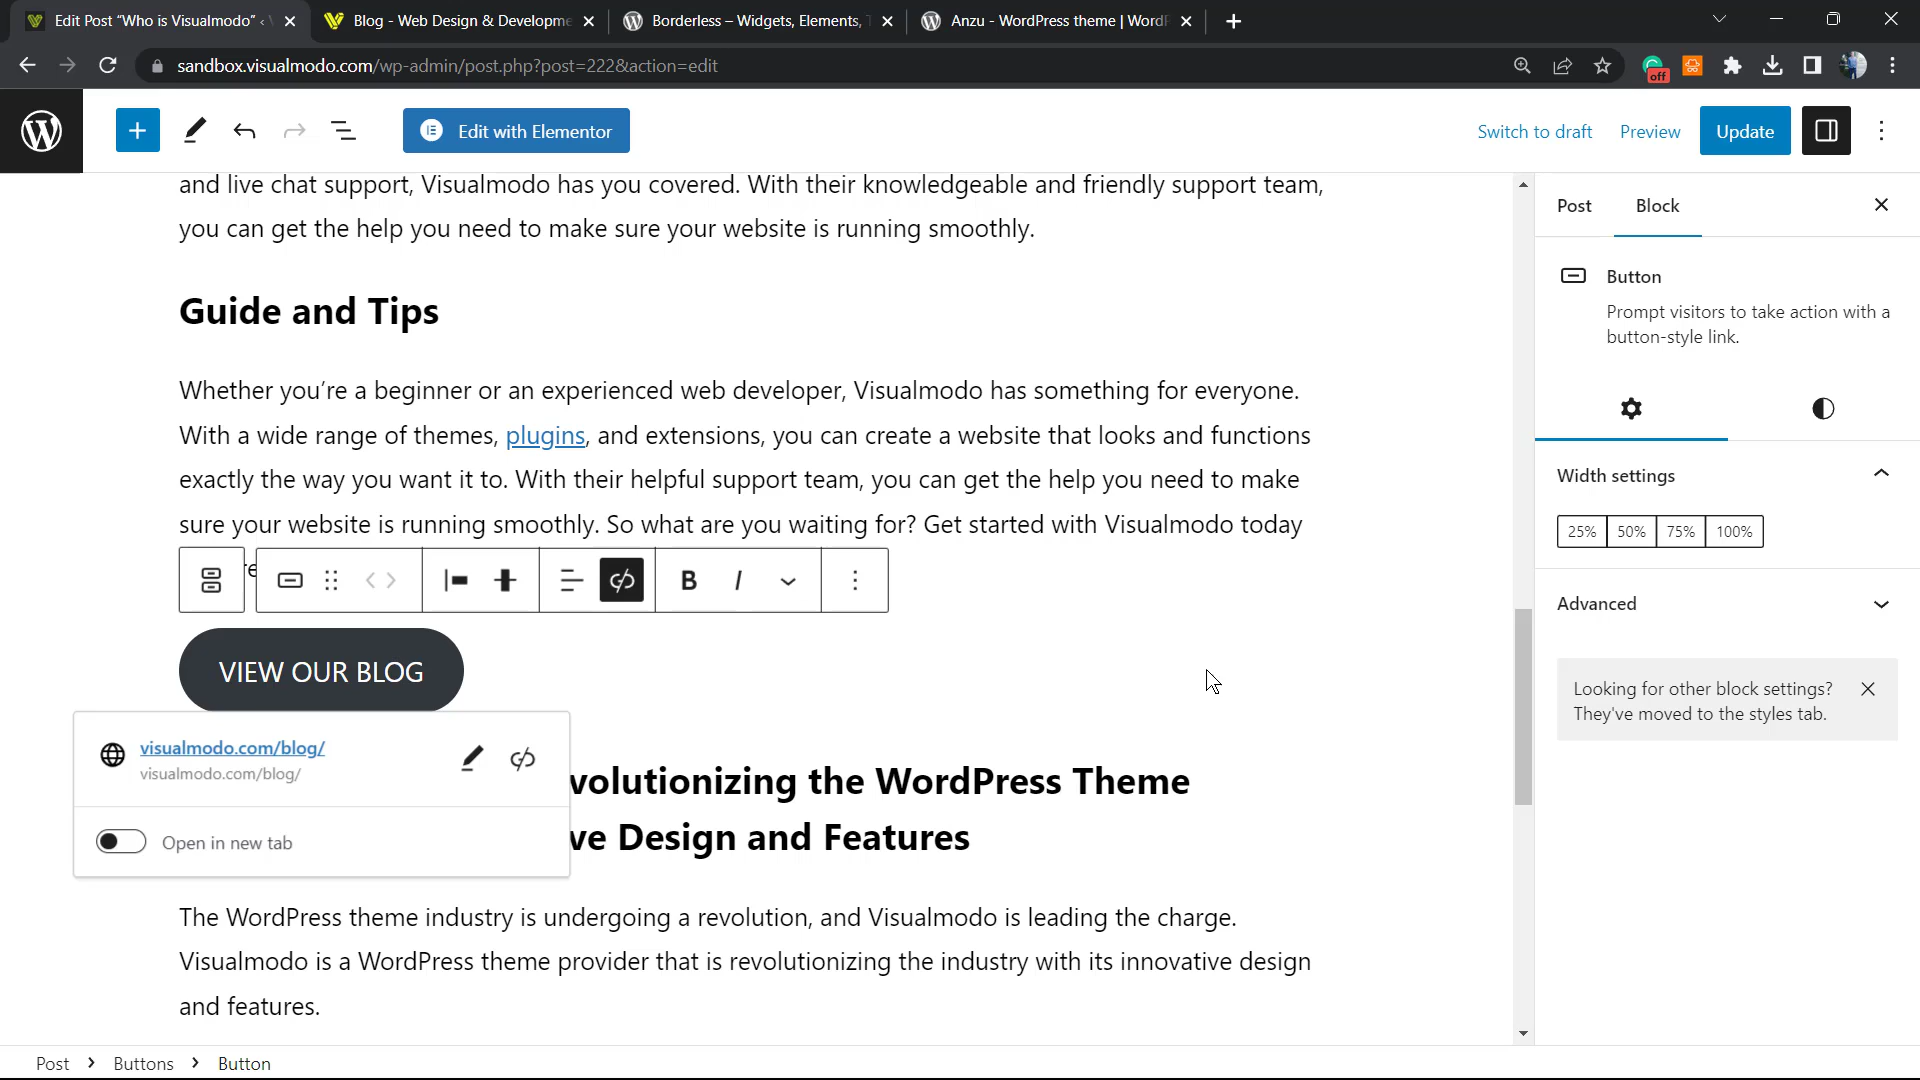 Edit Post “Who is Visualmodo” ‹
Blog - Web Design & Developme
Borderless – Widgets, Elements,
Anzu - WordPress theme | WordF
sandbox.visualmodo.com/wp-admin/post.php?post=222&action=edit
off
Edit with Elementor
Switch to draft
Preview
Update
and live chat support, Visualmodo has you covered. With their knowledgeable and friendly support team,
you can get the help you need to make sure your website is running smoothly.
Guide and Tips
Whether you’re a beginner or an experienced web developer, Visualmodo has something for everyone.
With a wide range of themes, plugins, and extensions, you can create a website that looks and functions
exactly the way you want it to. With their helpful support team, you can get the help you need to make
sure your website is running smoothly. So what are you waiting for? Get started with Visualmodo today
B I
VIEW OUR BLOG
visualmodo.com/blog/
visualmodo.com/blog/
Open in new tab
volutionizing the WordPress Theme
ve Design and Features
The WordPress theme industry is undergoing a revolution, and Visualmodo is leading the charge.
Visualmodo is a WordPress theme provider that is revolutionizing the industry with its innovative design
and features.
Post
Block
Button
Prompt visitors to take action with a
button-style link.
Width settings
25% 50% 75% 100%
Advanced
Looking for other block settings?
They've moved to the styles tab.
Post > Buttons > Button